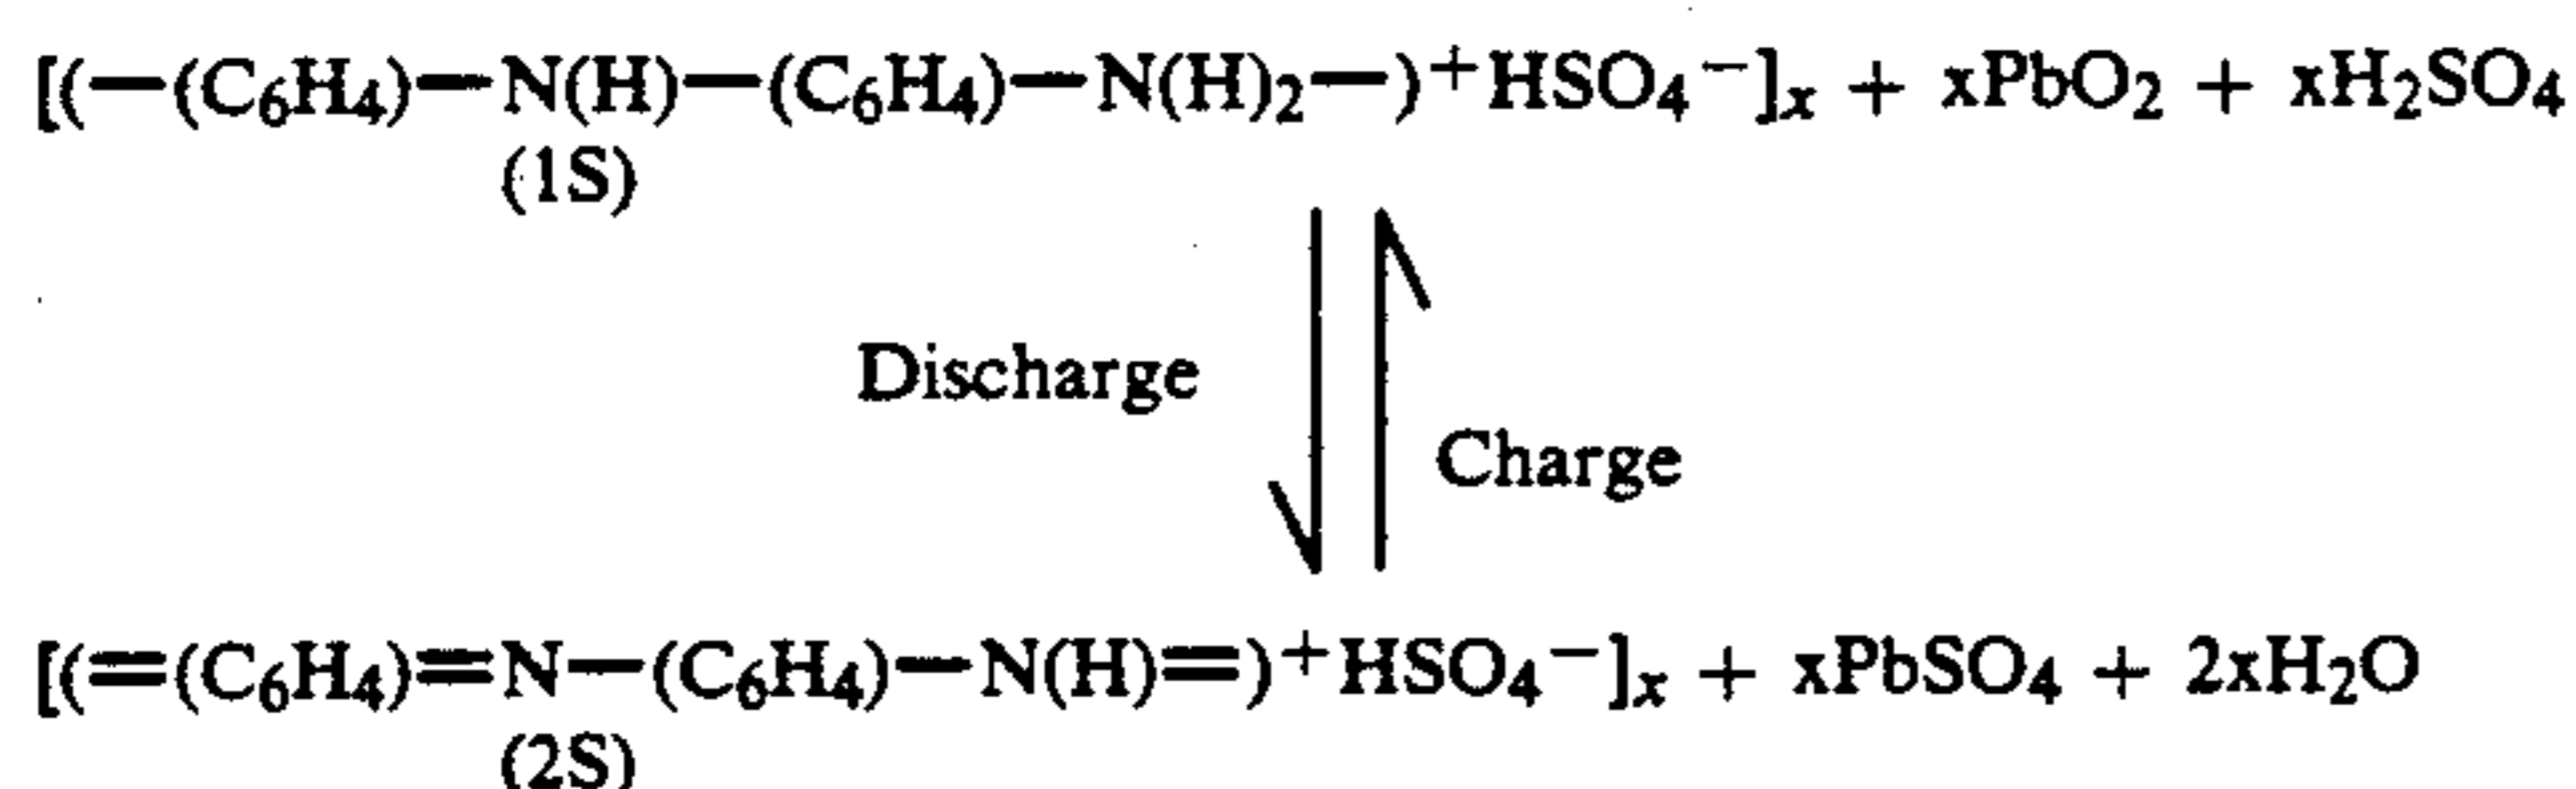 [(—(C₆H₄)—N(H)—(C₆H₄)—N(H)₂—)⁺HSO₄⁻]ₓ + xPbO₂ + xH₂SO₄
(1S)
Discharge
Charge
[(=(C₆H₄)=N—(C₆H₄)—N(H)=)⁺HSO₄⁻]ₓ + xPbSO₄ + 2xH₂O
(2S)